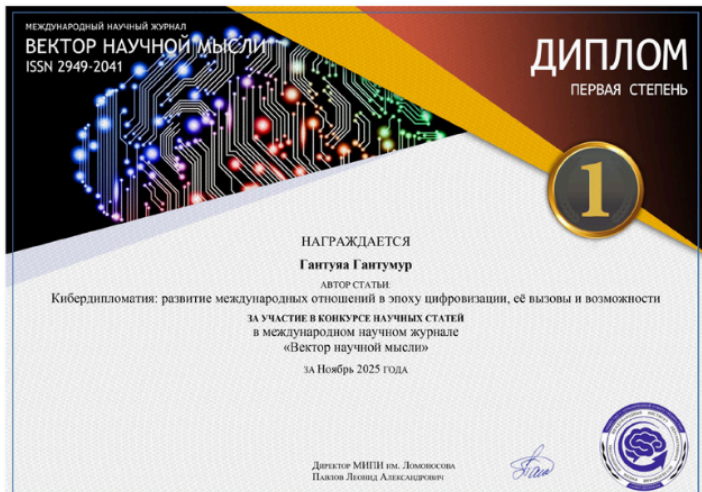 МЕЖДУНАРОДНЫЙ НАУЧНЫЙ ЖУРНАЛ
ВЕКТОР НАУЧНОЙ МЫСЛИ
ISSN 2949-2041
ДИПЛОМ
ПЕРВАЯ СТЕПЕНЬ
1
НАГРАЖДАЕТСЯ
Гантуяа Гантумур
АВТОР СТАТЬИ:
Кибердипломатия: развитие международных отношений в эпоху цифровизации, её вызовы и возможности
ЗА УЧАСТИЕ В КОНКУРСЕ НАУЧНЫХ СТАТЕЙ
в международном научном журнале
«Вектор научной мысли»
ЗА Ноябрь 2025 ГОДА
ДИРЕКТОР МИПИ ИМ. ЛОМОНОСОВА
ПАВЛОВ ЛЕОНИД АЛЕКСАНДРОВИЧ